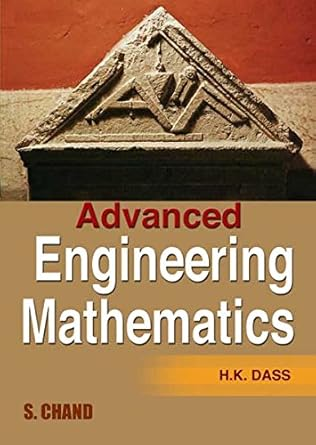 Advanced
Engineering
Mathematics
H.K. DASS
S. CHAND